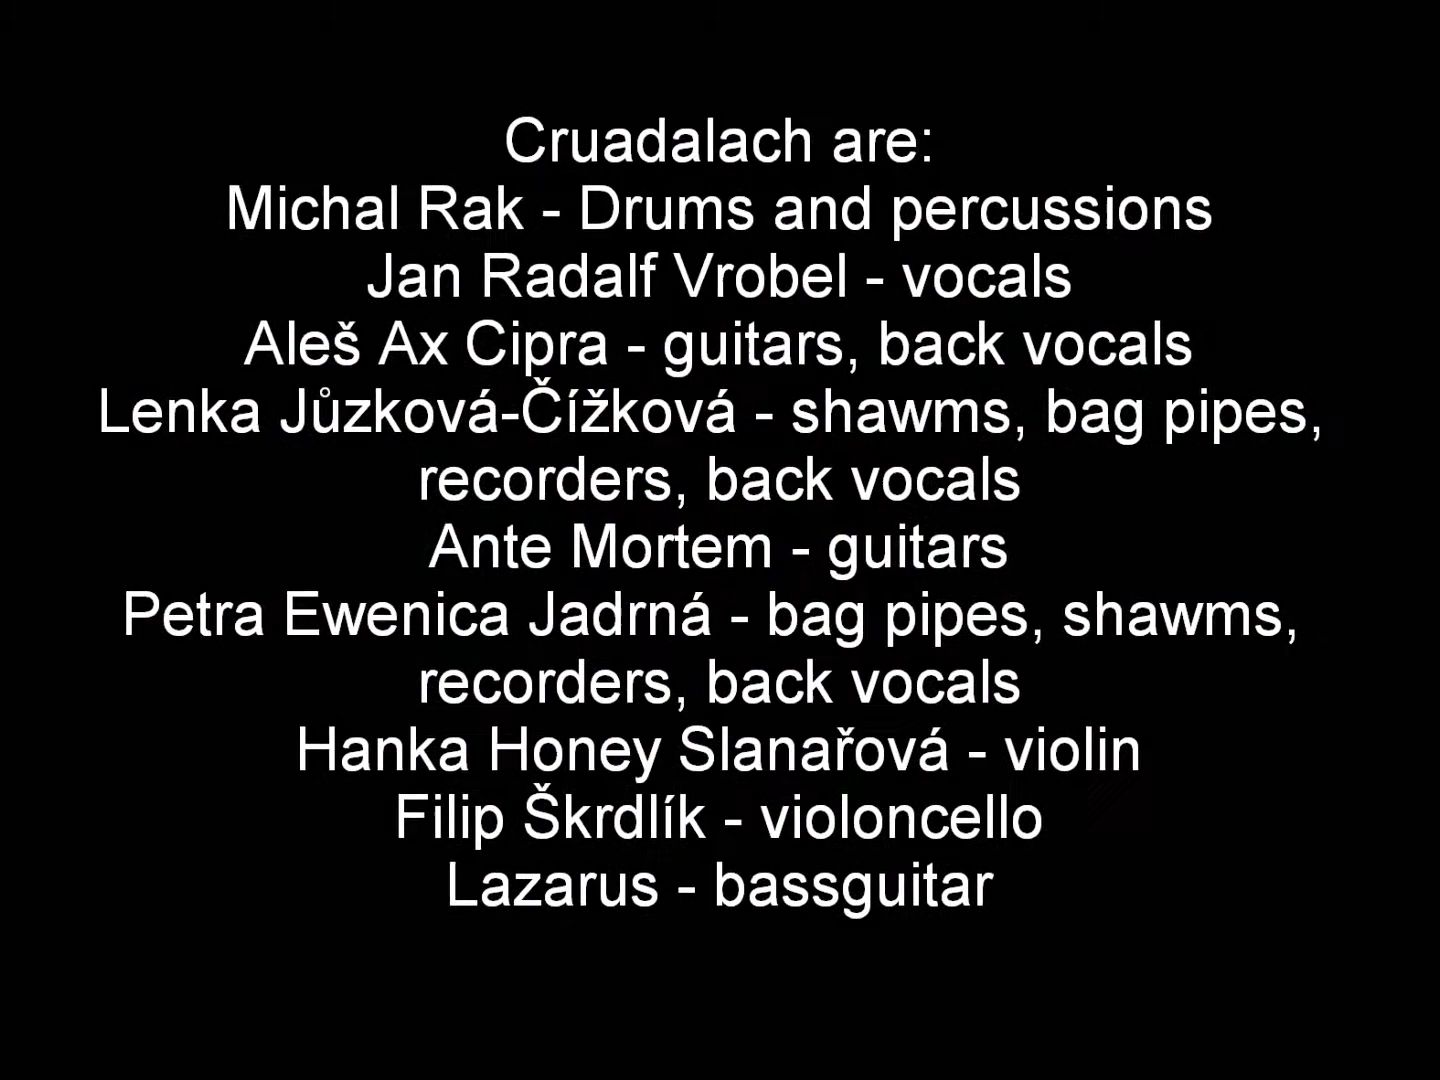 Cruadalach are:
Michal Rak - Drums and percussions
Jan Radalf Vrobel - vocals
Aleš Ax Cipra - guitars, back vocals
Lenka Jůzková-Čížková - shawms, bag pipes,
recorders, back vocals
Ante Mortem - guitars
Petra Ewenica Jadrná - bag pipes, shawms,
recorders, back vocals
Hanka Honey Slanařová - violin
Filip Škrdlík - violoncello
Lazarus - bassguitar